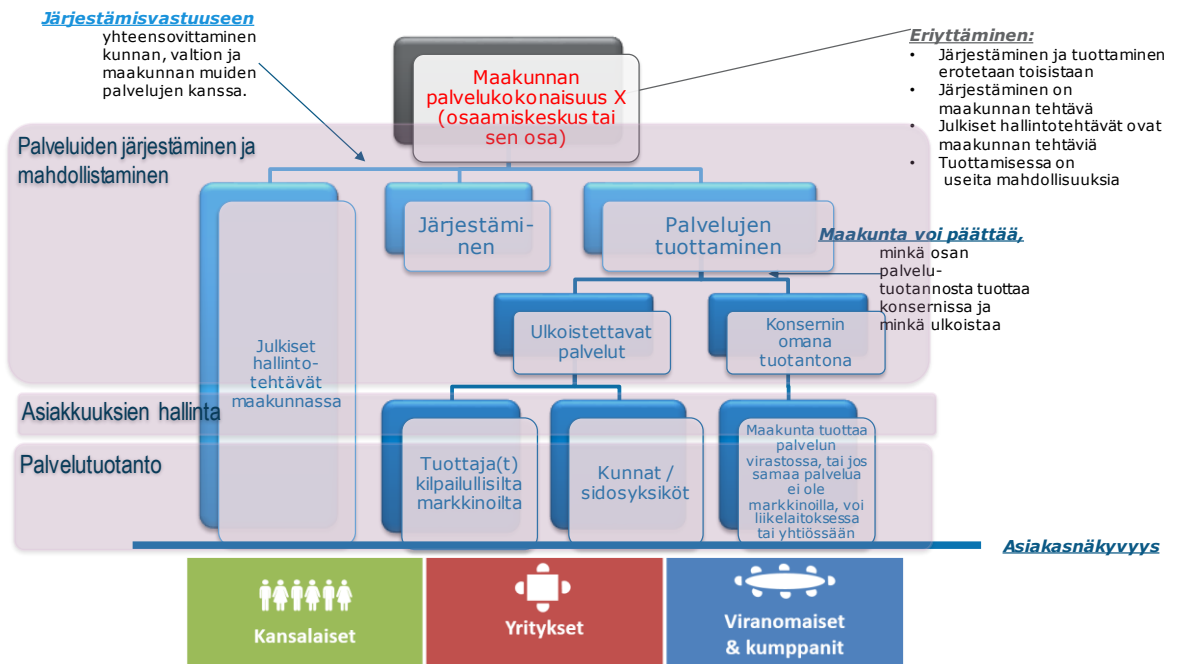 Järjestämisvastuuseen
yhteensovittaminen
kunnan, valtion ja
maakunnan muiden
palvelujen kanssa.
Maakunnan
palvelukokonaisuus X
(osaamiskeskus tai
sen osa)
Eriyttäminen:
• Järjestäminen ja tuottaminen
erotetaan toisistaan
• Järjestäminen on
maakunnan tehtävä
• Julkiset hallintotehtävät ovat
maakunnan tehtäviä
• Tuottamisessa on
useita mahdollisuuksia
Palveluiden järjestäminen ja
mahdollistaminen
Järjestämi-
nen
Palvelujen
tuottaminen
Maakunta voi päättää,
minkä osan
palvelu-
tuotannosta tuottaa
konsernissa ja
minkä ulkoistaa
Julkiset
hallinto-
tehtävät
maakunnassa
Ulkoistettavat
palvelut
Konsernin
omana
tuotantona
Asiakkuuksien hallinta
Palvelutuotanto
Tuottaja(t)
kilpailullisilta
markkinoilta
Kunnat /
sidosyksiköt
Maakunta tuottaa
palvelun
virastossa, tai jos
samaa palvelua
ei ole
markkinoilla, voi
liikelaitoksessa
tai yhtiössään
Asiakasnäkyvyys
Kansalaiset
Yritykset
Viranomaiset
& kumppanit